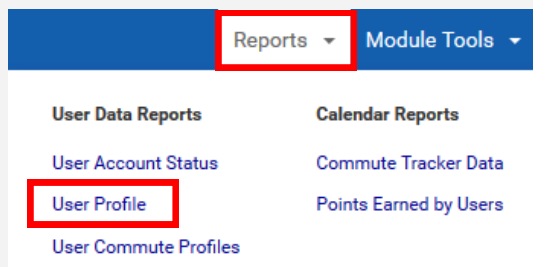 Reports Module Tools
User Data Reports
User Account Status
User Profile
User Commute Profiles
Calendar Reports
Commute Tracker Data
Points Earned by Users